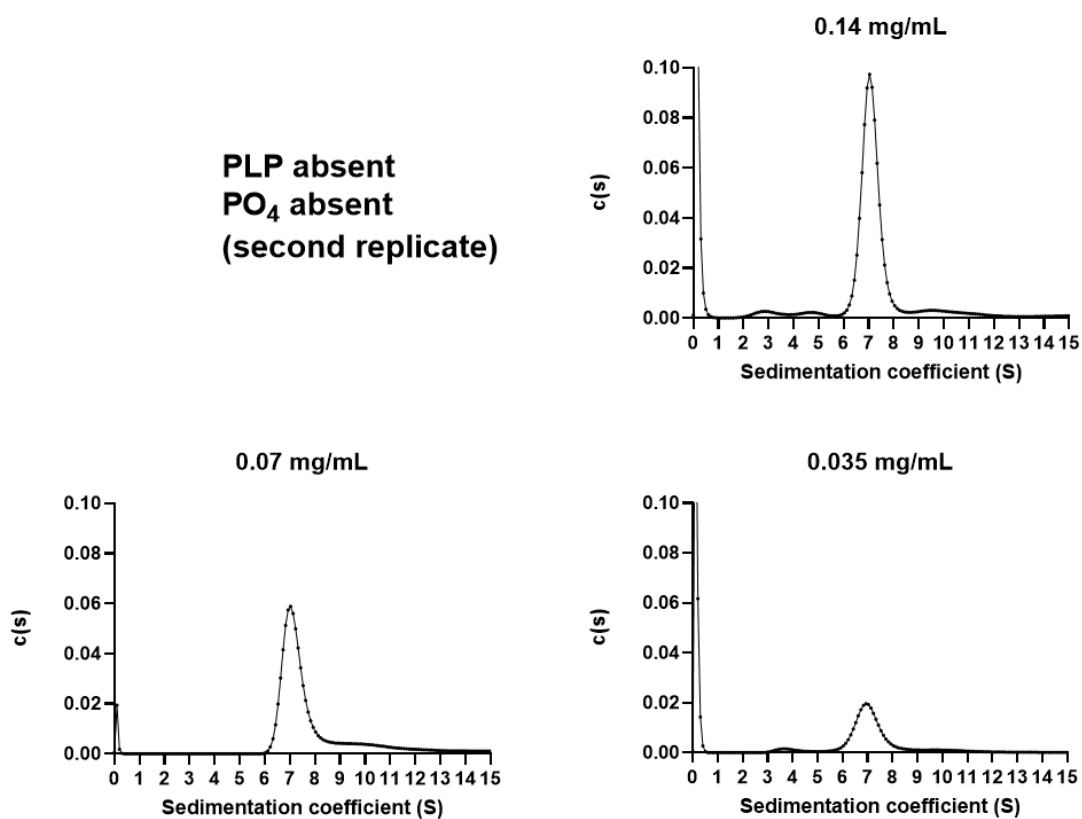 0.14 mg/mL
PLP absent
PO₄ absent
(second replicate)
0.10
0.08
0.06
0.04
0.02
0.00
c(s)
0 1 2 3 4 5 6 7 8 9 10 11 12 13 14 15
Sedimentation coefficient (S)
0.07 mg/mL
0.10
0.08
0.06
0.04
0.02
0.00
c(s)
0 1 2 3 4 5 6 7 8 9 10 11 12 13 14 15
Sedimentation coefficient (S)
0.035 mg/mL
0.10
0.08
0.06
0.04
0.02
0.00
c(s)
0 1 2 3 4 5 6 7 8 9 10 11 12 13 14 15
Sedimentation coefficient (S)